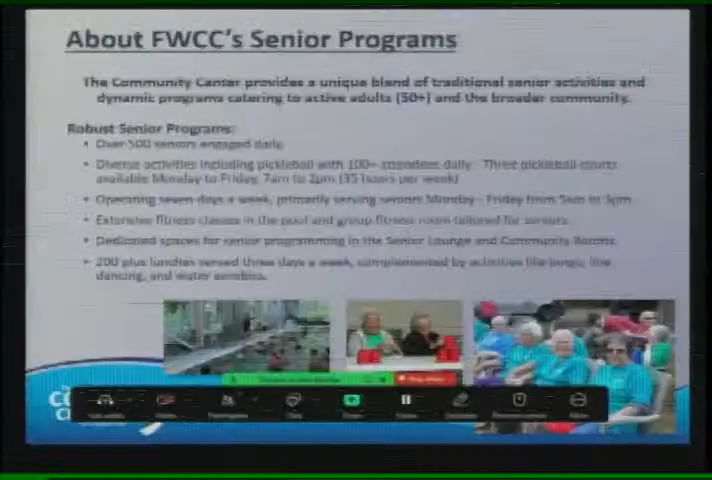 About FWCC's Senior Programs
The Community Center provides a unique blend of traditional senior activities and
dynamic programs catering to active adults (50+) and the broader community.
Robust Senior Programs:
• Over 500 seniors engaged daily
• Diverse activities including pickleball with 100+ attendees daily - Three pickleball courts
available Monday to Friday, 7am to 2pm (35 hours per week)
• Operating seven days a week, primarily serving seniors Monday - Friday from 5am to 3pm
• Extensive fitness classes in the pool and group fitness room tailored for seniors.
• Dedicated spaces for senior programming in the Senior Lounge and Community Rooms.
• 200 plus lunches served three days a week, complemented by activities like bingo, line
dancing, and water aerobics.